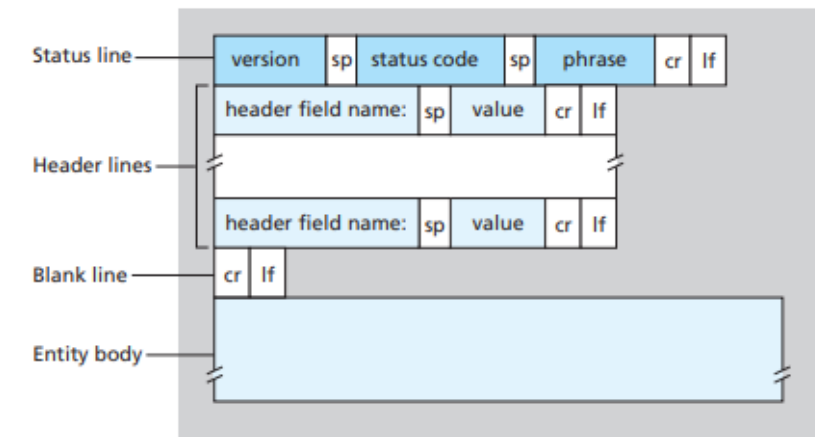 Status line version sp status code sp phrase cr lf
header field name: sp value cr lf
Header lines
header field name: sp value cr lf
Blank line cr lf
Entity body